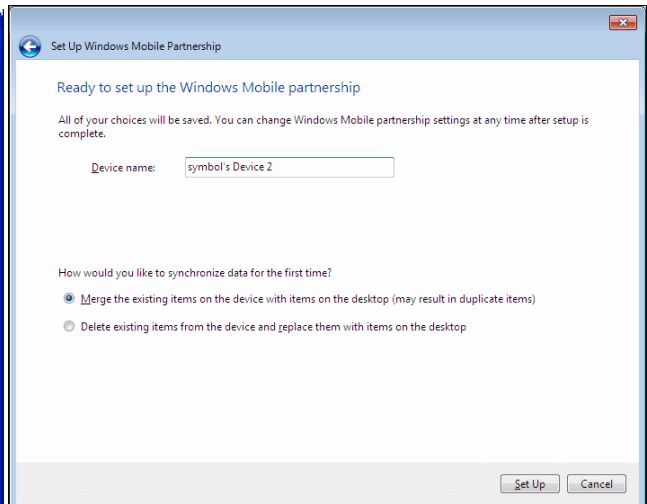 Set Up Windows Mobile Partnership
Ready to set up the Windows Mobile partnership
All of your choices will be saved. You can change Windows Mobile partnership settings at any time after setup is
complete.
Device name: symbol's Device 2
How would you like to synchronize data for the first time?
Merge the existing items on the device with items on the desktop (may result in duplicate items)
Delete existing items from the device and replace them with items on the desktop
Set Up Cancel